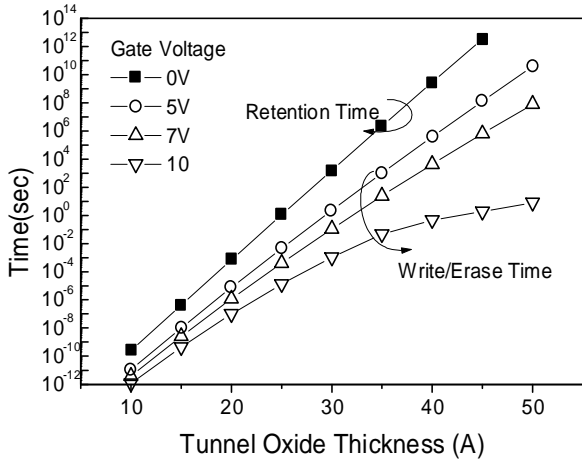 10^14
10^12
10^10
10^8
10^6
10^4
10^2
10^0
10^-2
10^-4
10^-6
10^-8
10^-10
10^-12
Time(sec)
Gate Voltage
0V
5V
7V
10
Retention Time
Write/Erase Time
10 20 30 40 50
Tunnel Oxide Thickness (A)